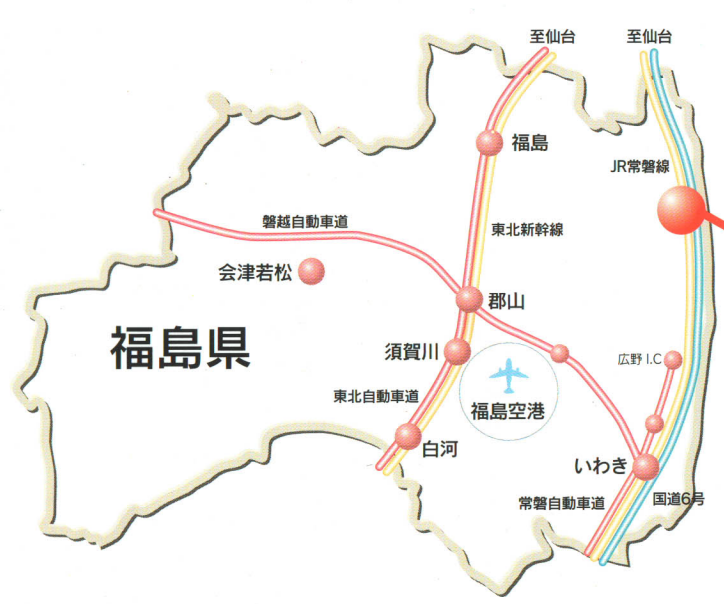 至仙台
至仙台
福島
JR常磐線
磐越自動車道
東北新幹線
会津若松
郡山
福島県
須賀川
広野 I.C
東北自動車道
福島空港
白河
いわき
常磐自動車道
国道6号